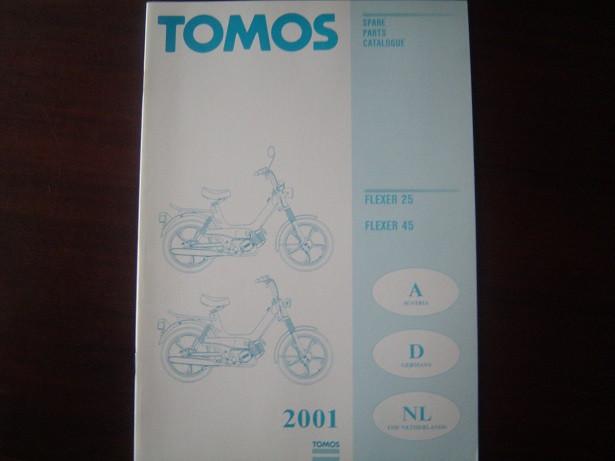 TOMOS
SPARE
PARTS
CATALOGUE
FLEXER 25
FLEXER 45
A
AUSTRIA
D
GERMANY
NL
THE NETHERLANDS
2001
TOMOS